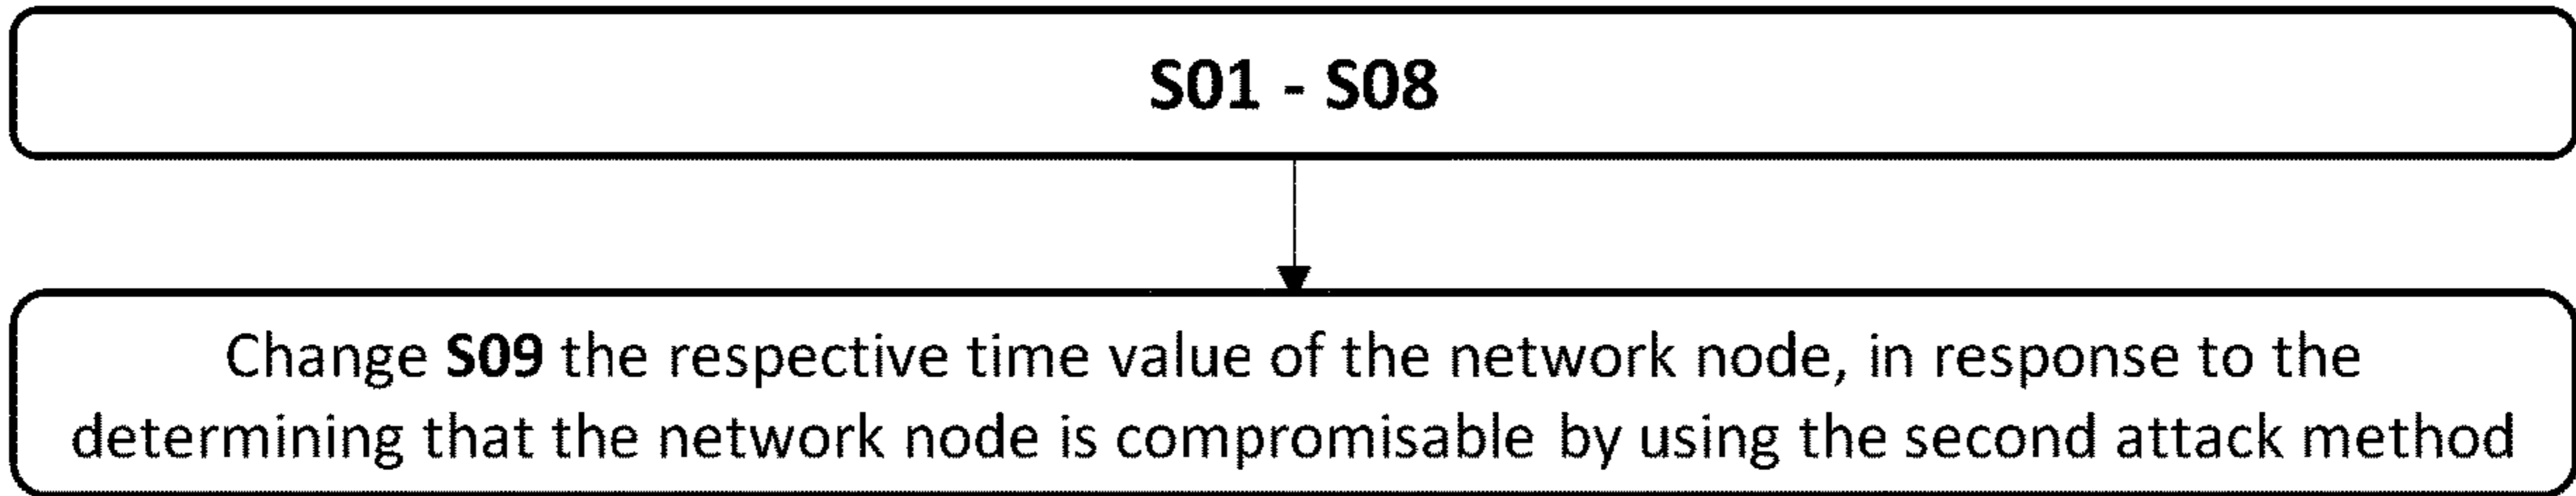 S01 - S08
Change S09 the respective time value of the network node, in response to the
determining that the network node is compromisable by using the second attack method